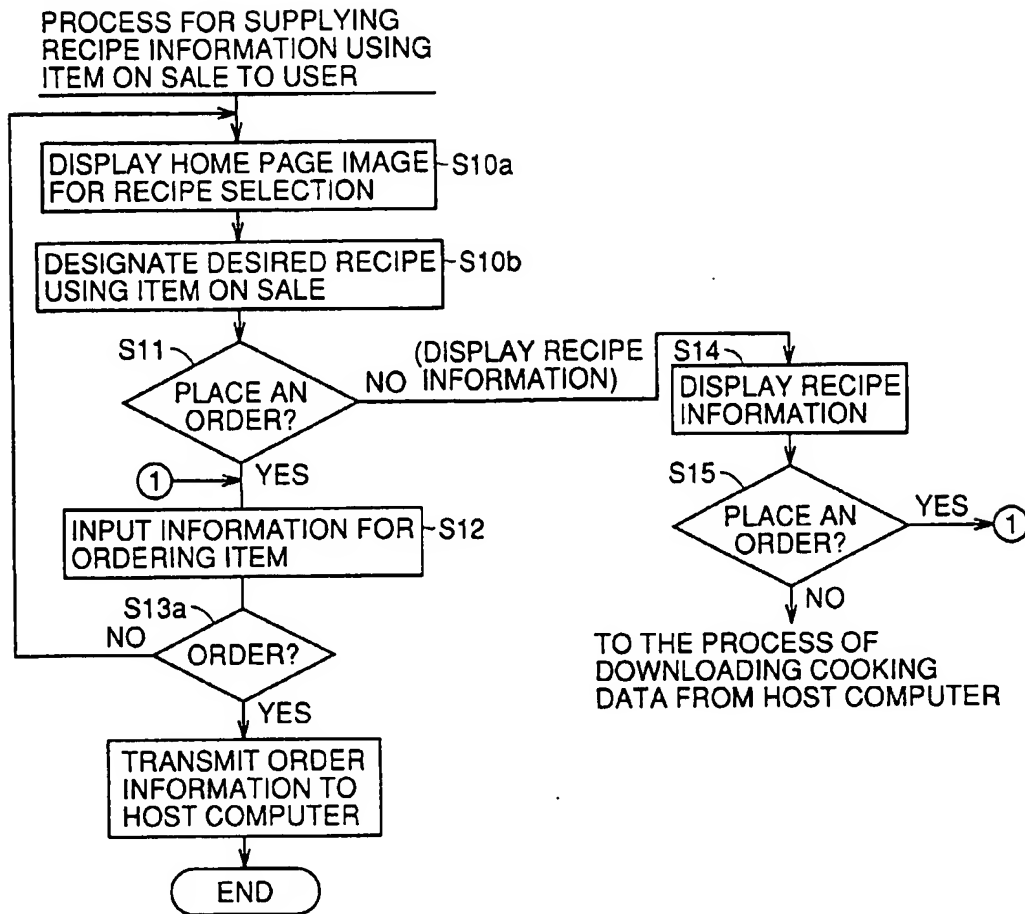 PROCESS FOR SUPPLYING
RECIPE INFORMATION USING
ITEM ON SALE TO USER
DISPLAY HOME PAGE IMAGE
FOR RECIPE SELECTION
S10a
DESIGNATE DESIRED RECIPE
USING ITEM ON SALE
S10b
S11
PLACE AN
ORDER?
NO
(DISPLAY RECIPE
INFORMATION)
YES
1
INPUT INFORMATION FOR
ORDERING ITEM
S12
S13a
NO
ORDER?
YES
TRANSMIT ORDER
INFORMATION TO
HOST COMPUTER
END
S14
DISPLAY RECIPE
INFORMATION
S15
PLACE AN
ORDER?
YES
1
NO
TO THE PROCESS OF
DOWNLOADING COOKING
DATA FROM HOST COMPUTER